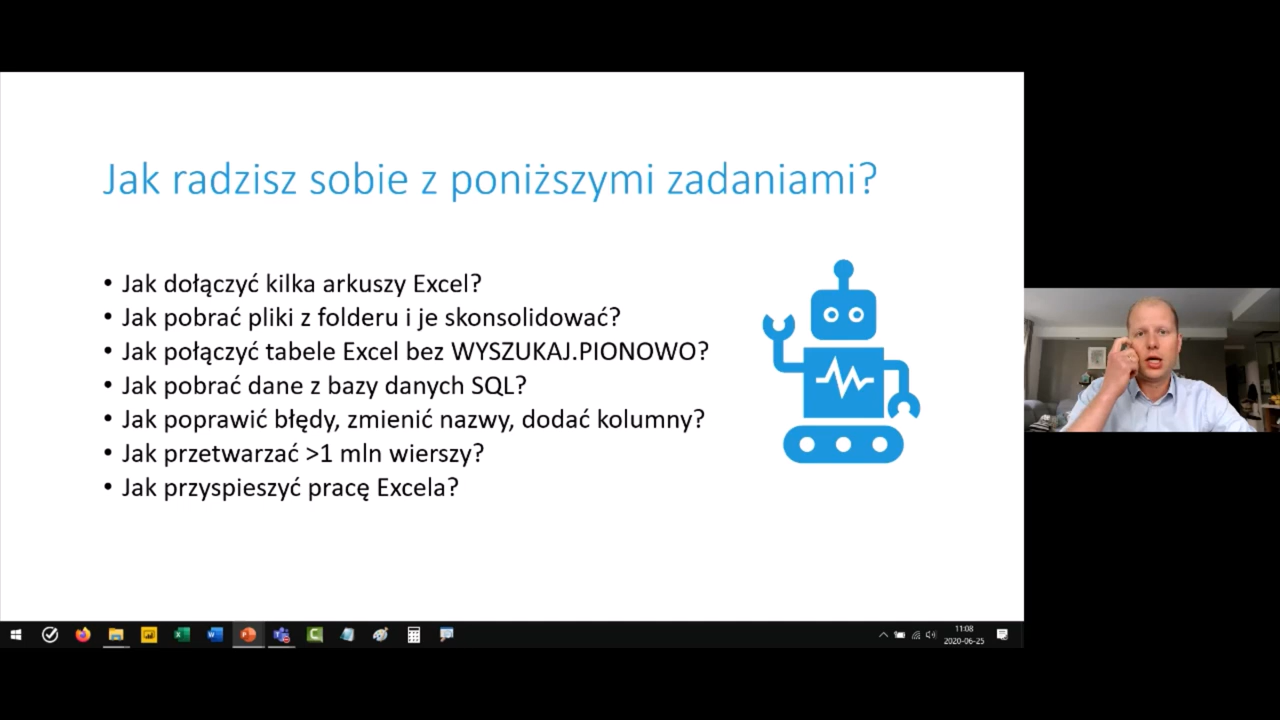 Jak radzisz sobie z poniższymi zadaniami?
• Jak dołączyć kilka arkuszy Excel?
• Jak pobrać pliki z folderu i je skonsolidować?
• Jak połączyć tabele Excel bez WYSZUKAJ.PIONOWO?
• Jak pobrać dane z bazy danych SQL?
• Jak poprawić błędy, zmienić nazwy, dodać kolumny?
• Jak przetwarzać >1 mln wierszy?
• Jak przyspieszyć pracę Excela?
11:08
2020-06-25